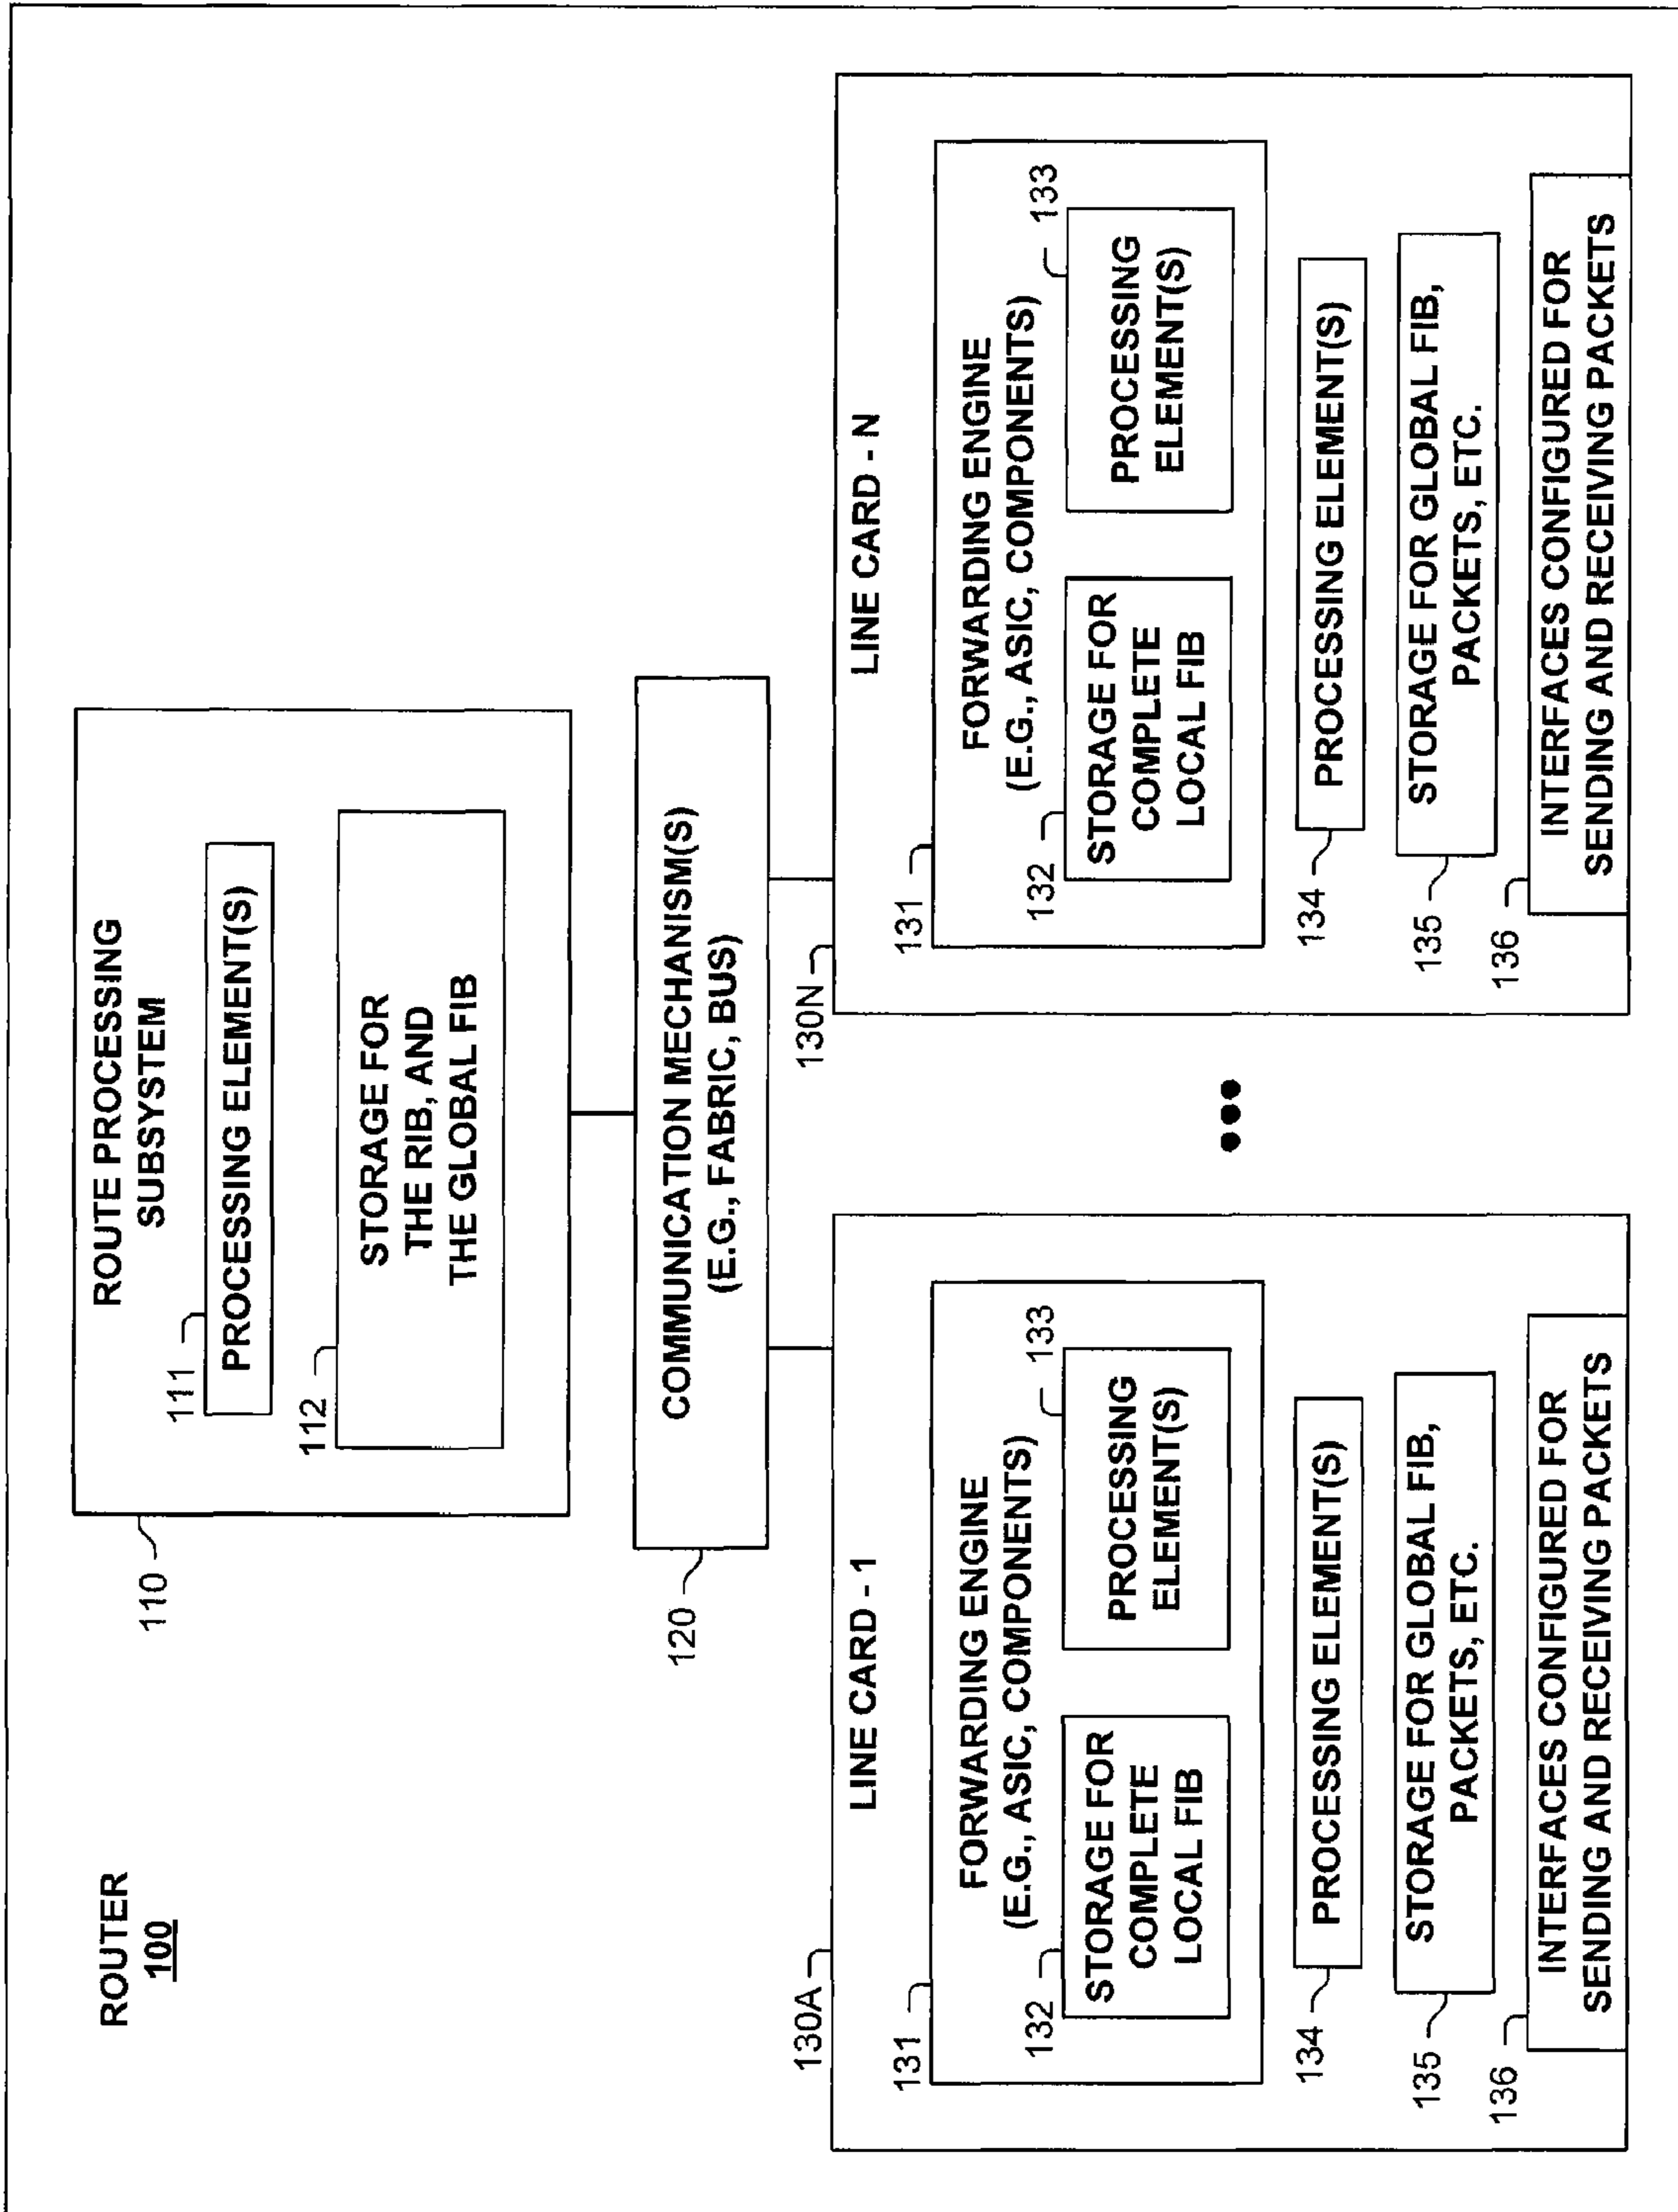 ROUTER
100
110
ROUTE PROCESSING
SUBSYSTEM
111
PROCESSING ELEMENT(S)
112
STORAGE FOR
THE RIB, AND
THE GLOBAL FIB
120
COMMUNICATION MECHANISM(S)
(E.G., FABRIC, BUS)
130A
LINE CARD - 1
131
FORWARDING ENGINE
(E.G., ASIC, COMPONENTS)
132
STORAGE FOR
COMPLETE
LOCAL FIB
133
PROCESSING
ELEMENT(S)
134
PROCESSING ELEMENT(S)
135
STORAGE FOR GLOBAL FIB,
PACKETS, ETC.
136
INTERFACES CONFIGURED FOR
SENDING AND RECEIVING PACKETS
130N
LINE CARD - N
131
FORWARDING ENGINE
(E.G., ASIC, COMPONENTS)
132
STORAGE FOR
COMPLETE
LOCAL FIB
133
PROCESSING
ELEMENT(S)
134
PROCESSING ELEMENT(S)
135
STORAGE FOR GLOBAL FIB,
PACKETS, ETC.
136
INTERFACES CONFIGURED FOR
SENDING AND RECEIVING PACKETS